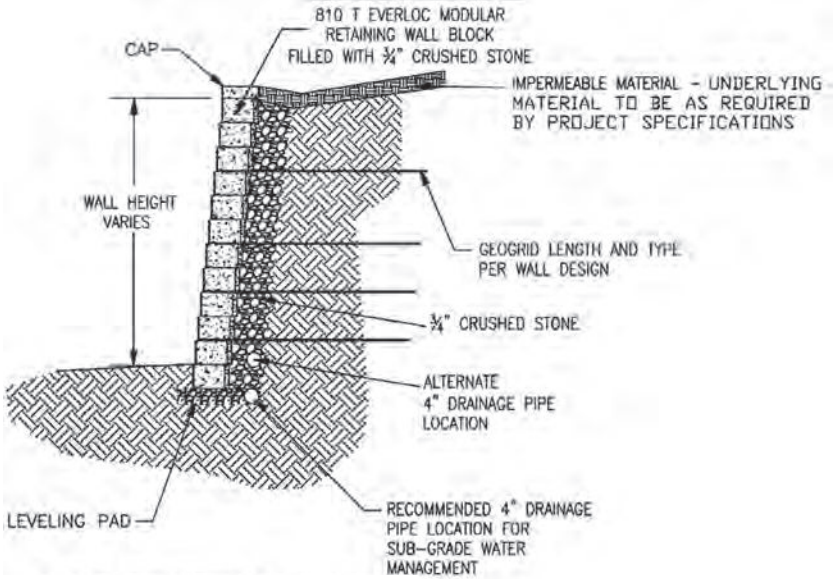 810 T EVERLOC MODULAR
RETAINING WALL BLOCK
FILLED WITH ¾" CRUSHED STONE
CAP
IMPERMEABLE MATERIAL - UNDERLYING
MATERIAL TO BE AS REQUIRED
BY PROJECT SPECIFICATIONS
WALL HEIGHT
VARIES
GEOGRID LENGTH AND TYPE
PER WALL DESIGN
¾" CRUSHED STONE
ALTERNATE
4" DRAINAGE PIPE
LOCATION
LEVELING PAD
RECOMMENDED 4" DRAINAGE
PIPE LOCATION FOR
SUB-GRADE WATER
MANAGEMENT